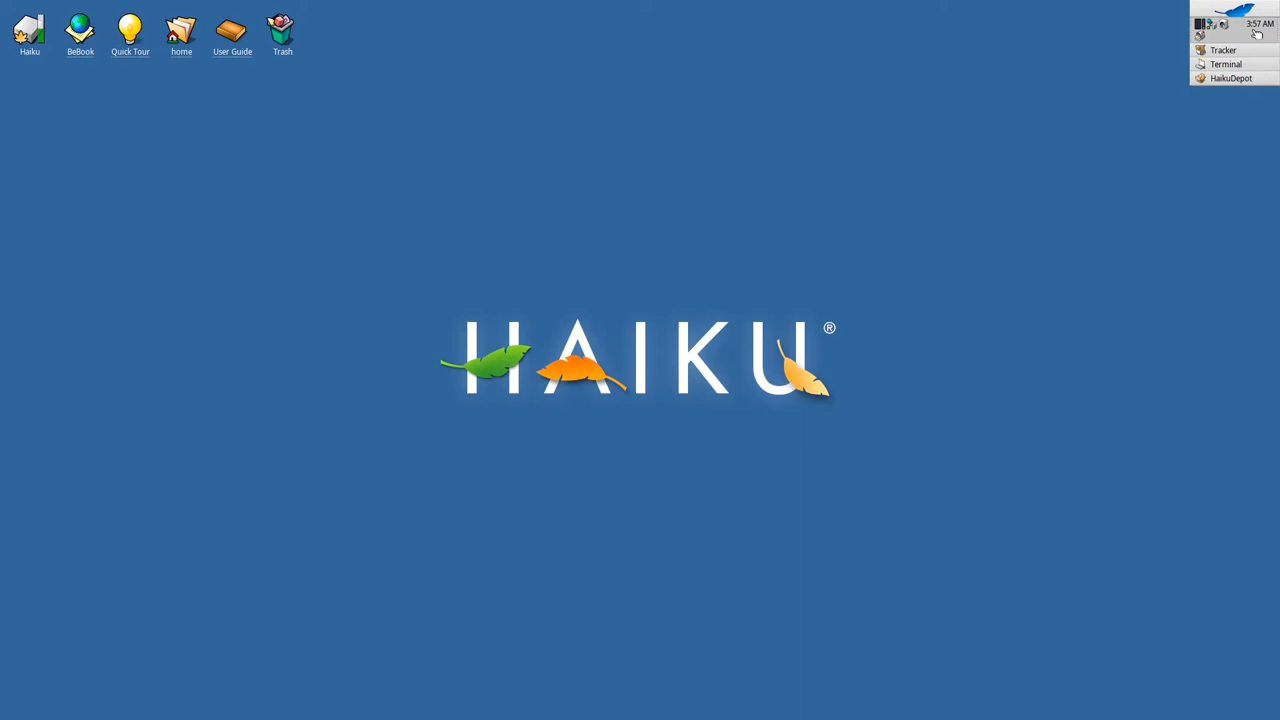 Haiku
BeBook
Quick Tour
home
User Guide
Trash
3:57 AM
Tracker
Terminal
HaikuDepot
HAIKU®